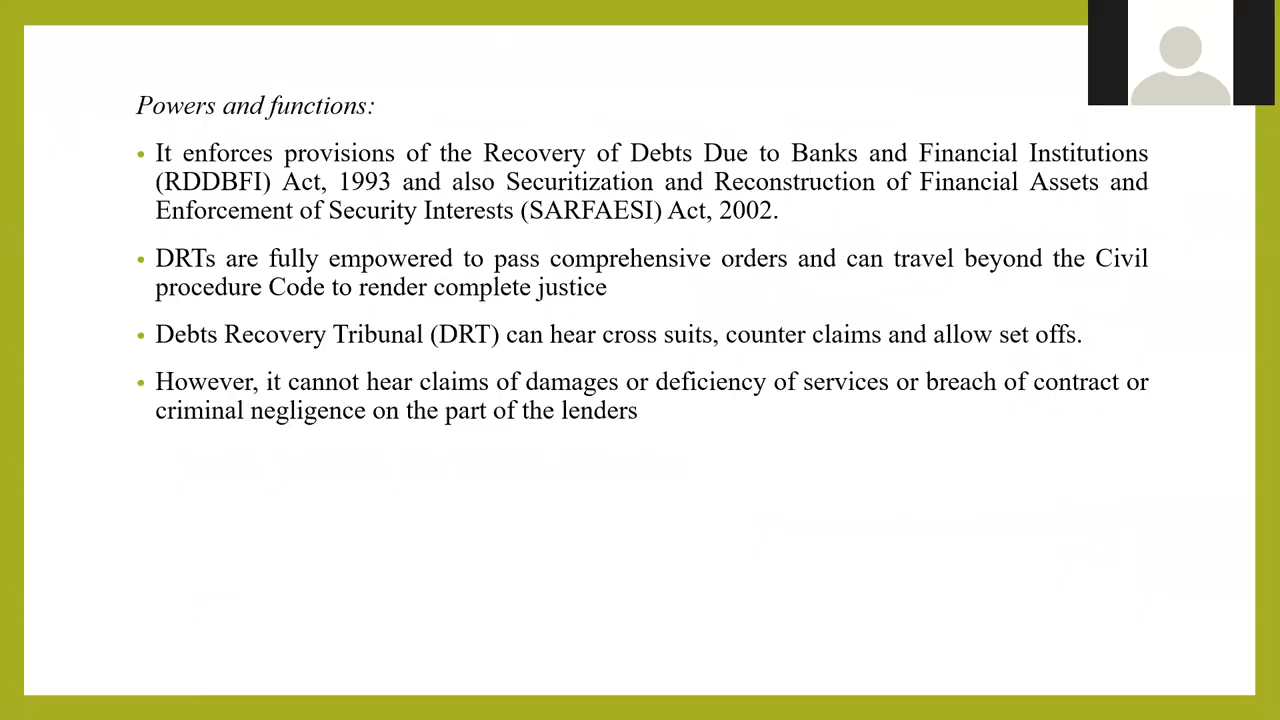 Powers and functions:
• It enforces provisions of the Recovery of Debts Due to Banks and Financial Institutions
(RDDBFI) Act, 1993 and also Securitization and Reconstruction of Financial Assets and
Enforcement of Security Interests (SARFAESI) Act, 2002.
• DRTs are fully empowered to pass comprehensive orders and can travel beyond the Civil
procedure Code to render complete justice
• Debts Recovery Tribunal (DRT) can hear cross suits, counter claims and allow set offs.
• However, it cannot hear claims of damages or deficiency of services or breach of contract or
criminal negligence on the part of the lenders